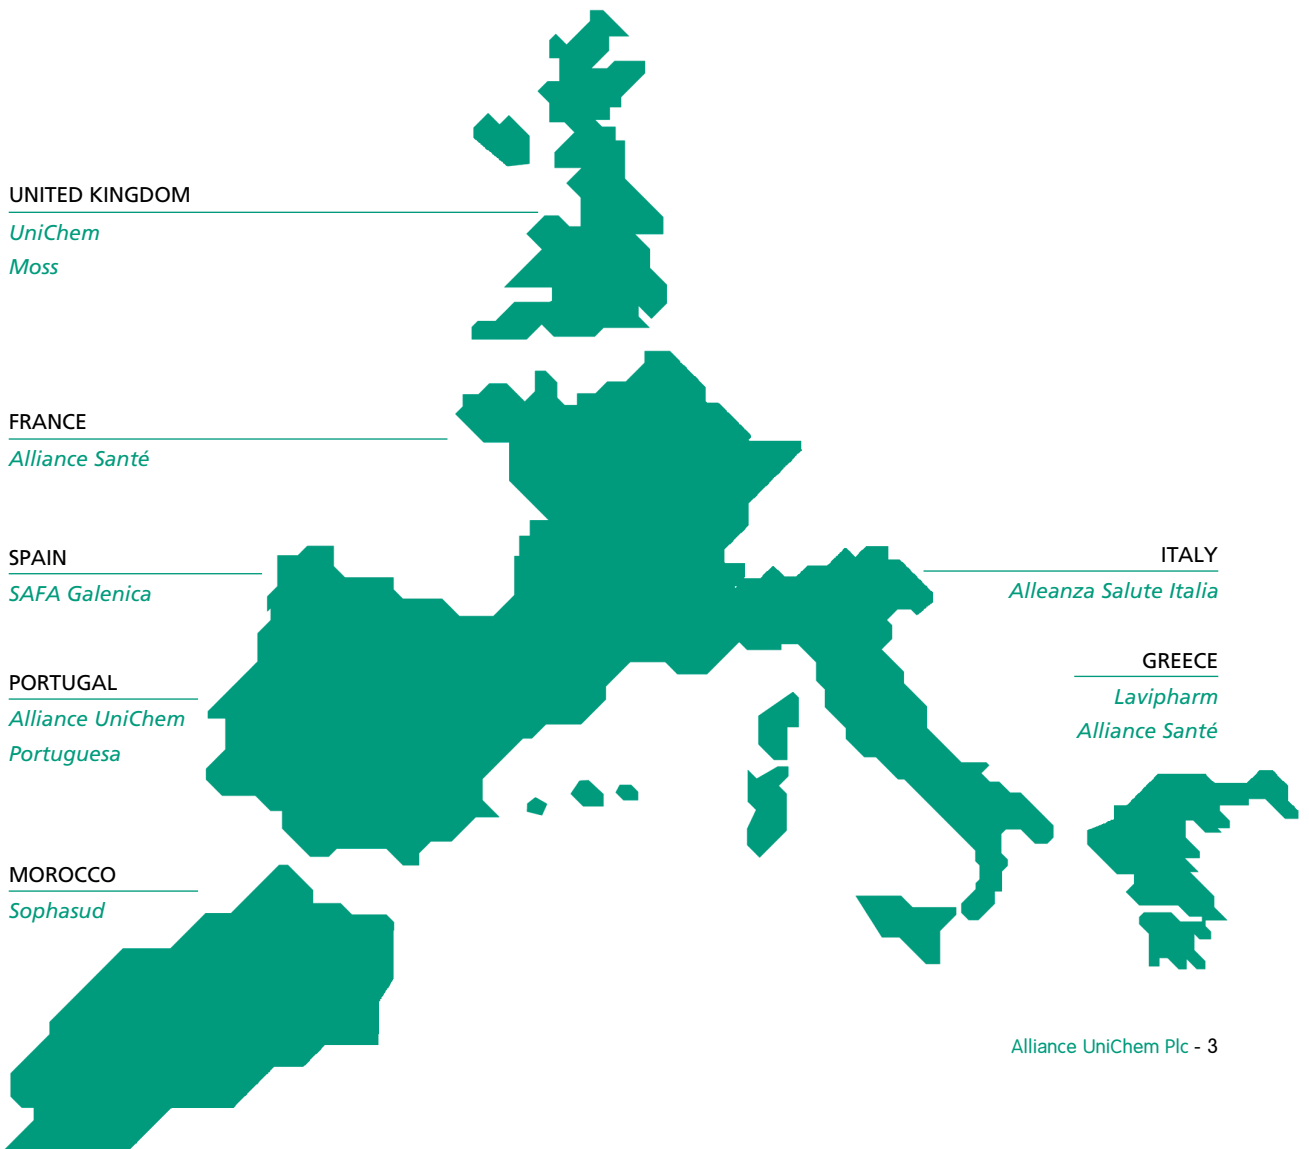 UNITED KINGDOM
UniChem
Moss
FRANCE
Alliance Santé
SPAIN
SAFA Galenica
PORTUGAL
Alliance UniChem
Portuguesa
MOROCCO
Sophasud
ITALY
Alleanza Salute Italia
GREECE
Lavipharm
Alliance Santé
Alliance UniChem Plc - 3